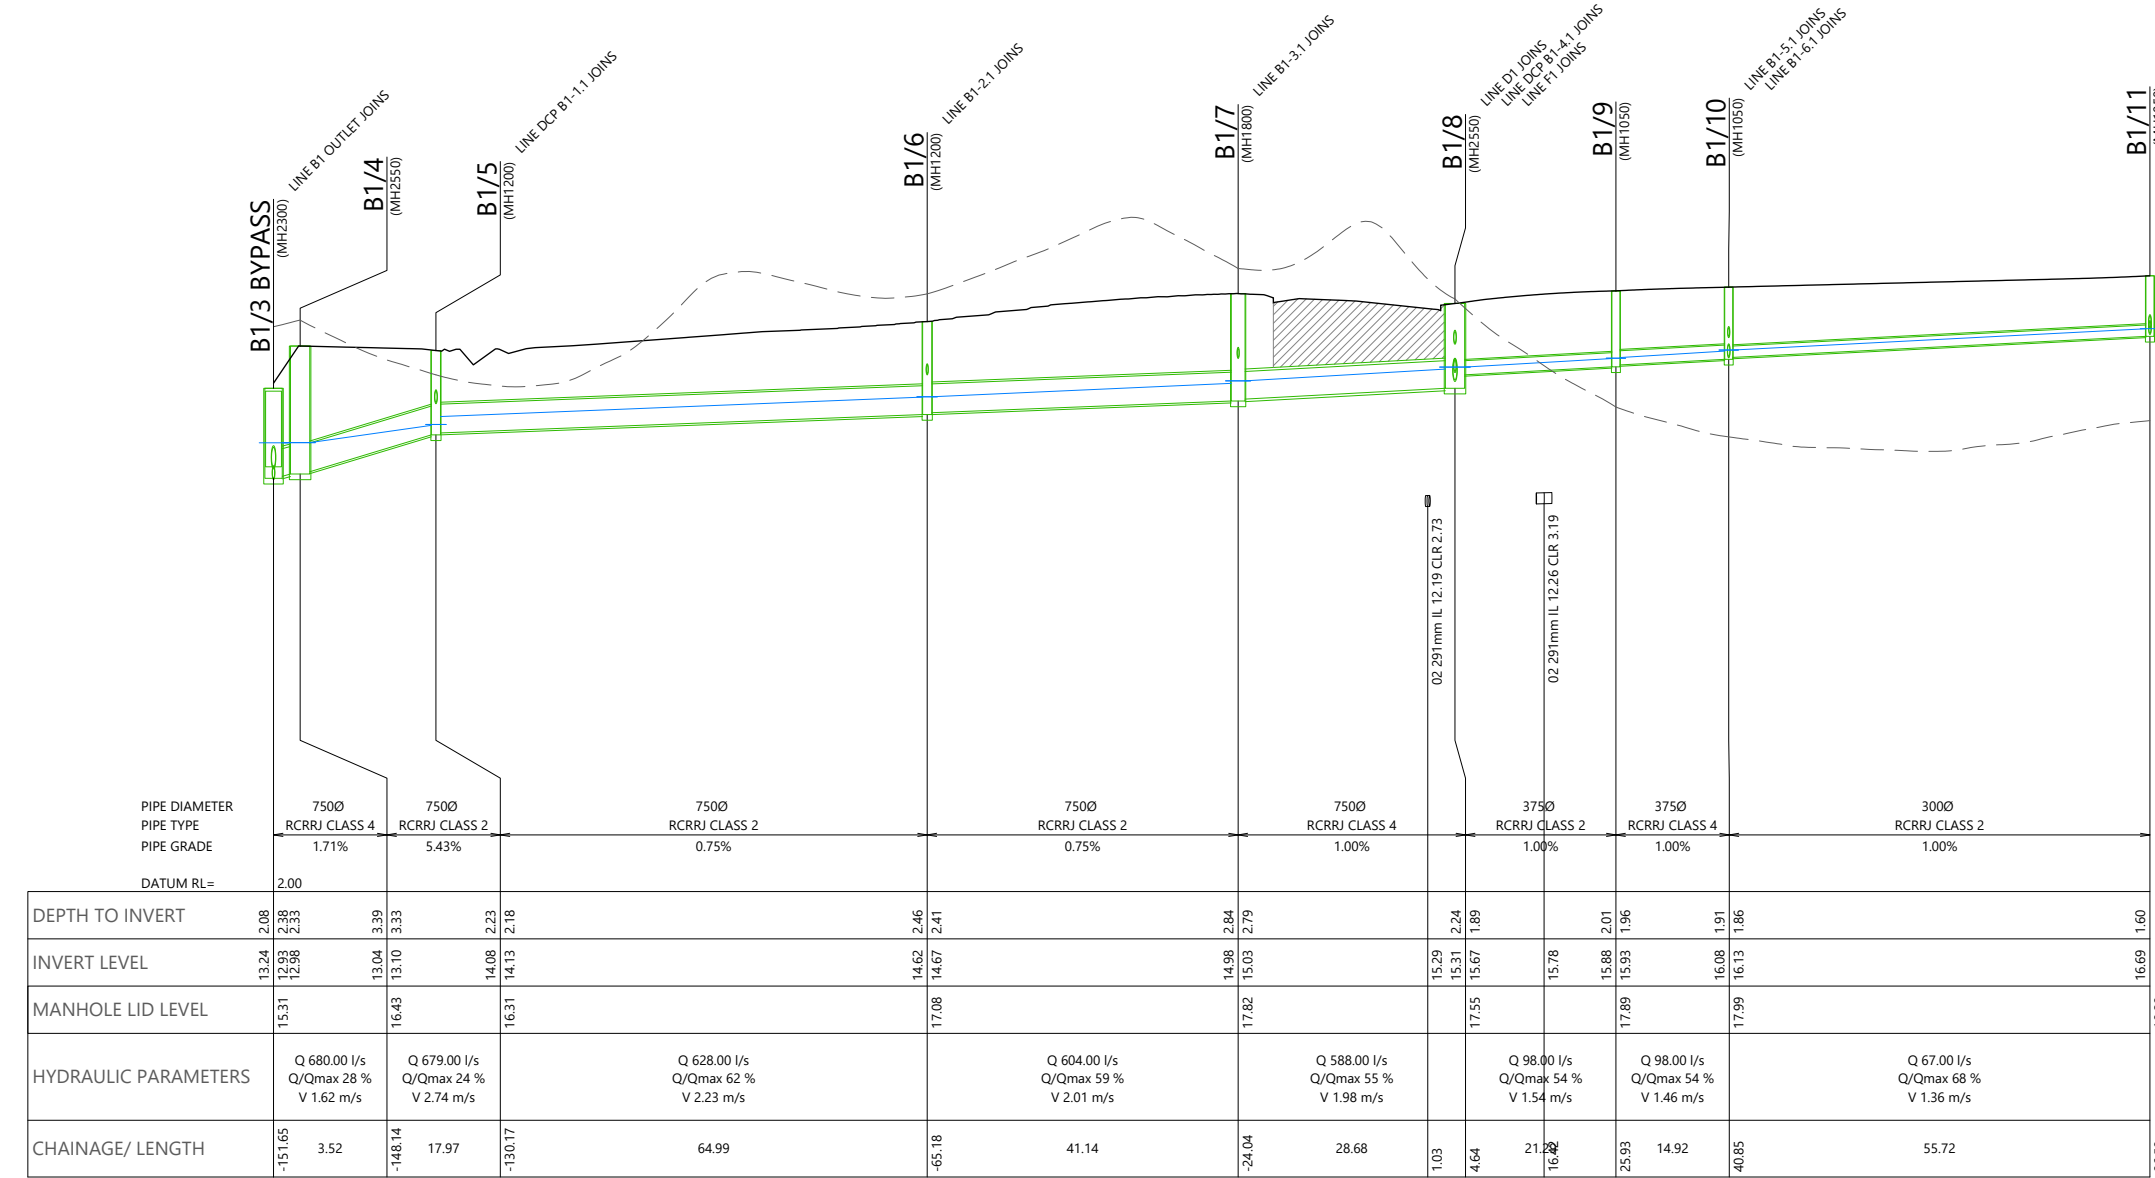 B1/3 BYPASS
(MH2300)
LINE B1 OUTLET JOINS
B1/4
(MH2550)
B1/5
(MH1200)
LINE DCP B1-1.1 JOINS
B1/6
(MH1200)
LINE B1-2.1 JOINS
B1/7
(MH1800)
LINE B1-3.1 JOINS
B1/8
(MH2550)
LINE D1 JOINS
LINE DCP B1-4.1 JOINS
LINE F1 JOINS
B1/9
(MH1050)
B1/10
(MH1050)
LINE B1-5.1 JOINS
LINE B1-6.1 JOINS
B1/11
02 291mm IL 12.19 CLR 2.73
02 291mm IL 12.26 CLR 3.19
PIPE DIAMETER 750Ø 750Ø 750Ø 750Ø 750Ø 375Ø 375Ø 300Ø
PIPE TYPE RCRRJ CLASS 4 RCRRJ CLASS 2 RCRRJ CLASS 2 RCRRJ CLASS 2 RCRRJ CLASS 4 RCRRJ CLASS 2 RCRRJ CLASS 4 RCRRJ CLASS 2
PIPE GRADE 1.71% 5.43% 0.75% 0.75% 1.00% 1.00% 1.00% 1.00%
DATUM RL= 2.00
DEPTH TO INVERT 2.08 2.38 2.33 3.39 3.33 2.23 2.18 2.46 2.41 2.84 2.79 2.24 1.89 2.01 1.96 1.91 1.86 1.60
INVERT LEVEL 13.24 12.93 12.98 13.04 13.10 14.08 14.13 14.62 14.67 14.98 15.03 15.29 15.31 15.67 15.78 15.88 15.93 16.08 16.13 16.69
MANHOLE LID LEVEL 15.31 16.43 16.31 17.08 17.82 17.55 17.89 17.99
HYDRAULIC PARAMETERS
Q 680.00 l/s Q 679.00 l/s Q 628.00 l/s Q 604.00 l/s Q 588.00 l/s Q 98.00 l/s Q 98.00 l/s Q 67.00 l/s
Q/Qmax 28 % Q/Qmax 24 % Q/Qmax 62 % Q/Qmax 59 % Q/Qmax 55 % Q/Qmax 54 % Q/Qmax 54 % Q/Qmax 68 %
V 1.62 m/s V 2.74 m/s V 2.23 m/s V 2.01 m/s V 1.98 m/s V 1.54 m/s V 1.46 m/s V 1.36 m/s
CHAINAGE/ LENGTH -151.65 3.52 -148.14 17.97 -130.17 64.99 -65.18 41.14 -24.04 28.68 1.03 4.64 16.42 25.93 14.92 40.85 55.72